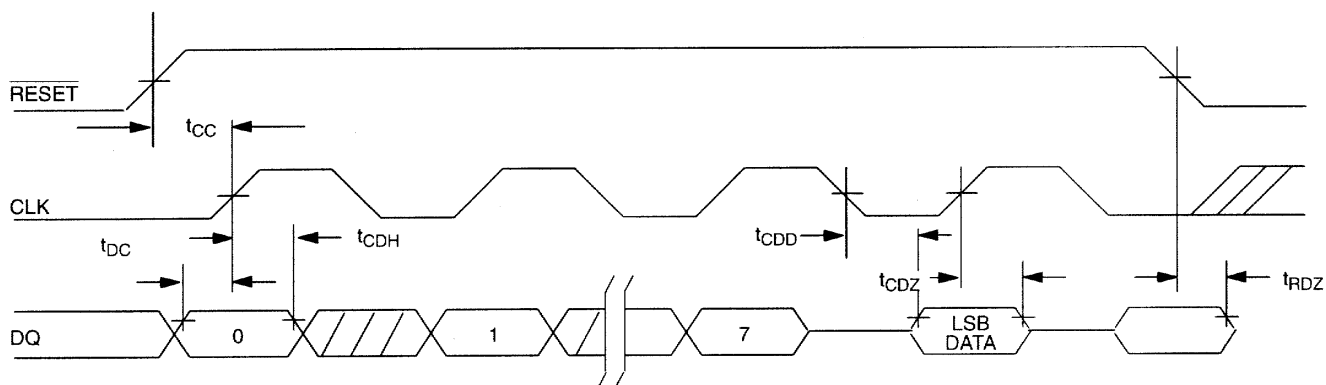 RESET
tCC
CLK
tDC
tCDH
tCDD
tCDZ
tRDZ
DQ
0
1
7
LSB
DATA